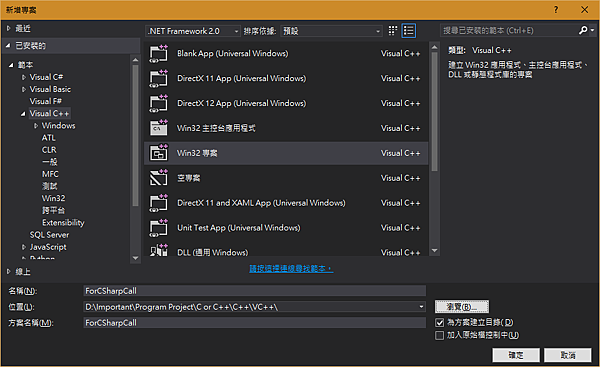 新增專案
最近
.NET Framework 2.0 排序依據: 預設
搜尋已安裝的範本 (Ctrl+E)
已安裝的
範本
Visual C#
Visual Basic
Visual F#
Visual C++
Windows
ATL
CLR
一般
MFC
測試
Win32
跨平台
Extensibility
SQL Server
JavaScript
Python
線上
Blank App (Universal Windows) Visual C++
DirectX 11 App (Universal Windows) Visual C++
DirectX 12 App (Universal Windows) Visual C++
Win32 主控台應用程式 Visual C++
Win32 專案 Visual C++
空專案 Visual C++
DirectX 11 and XAML App (Universal Windows) Visual C++
Unit Test App (Universal Windows) Visual C++
DLL (通用 Windows) Visual C++
請按這裡連線尋找範本。
類型: Visual C++
建立 Win32 應用程式、主控台應用程式、
DLL 或靜態程式庫的專案
名稱(N): ForCSharpCall
位置(L): D:\Important\Program Project\C or C++\C++\VC++\ 瀏覽(B)...
方案名稱(M): ForCSharpCall
為方案建立目錄(D)
加入原始檔控制中(U)
確定 取消